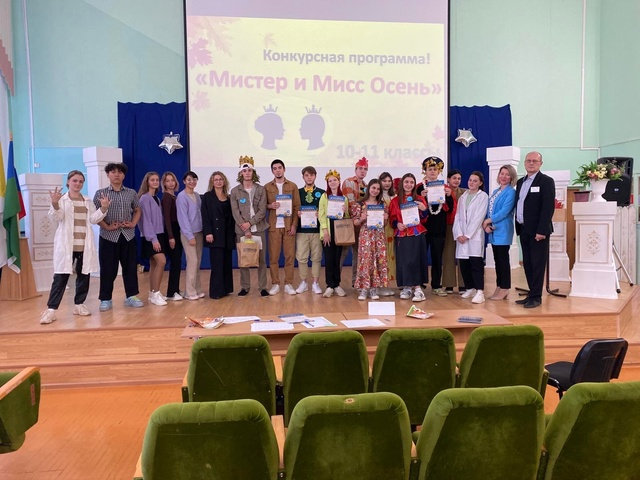 Конкурсная программа!
«Мистер и Мисс Осень»
10-11 классы